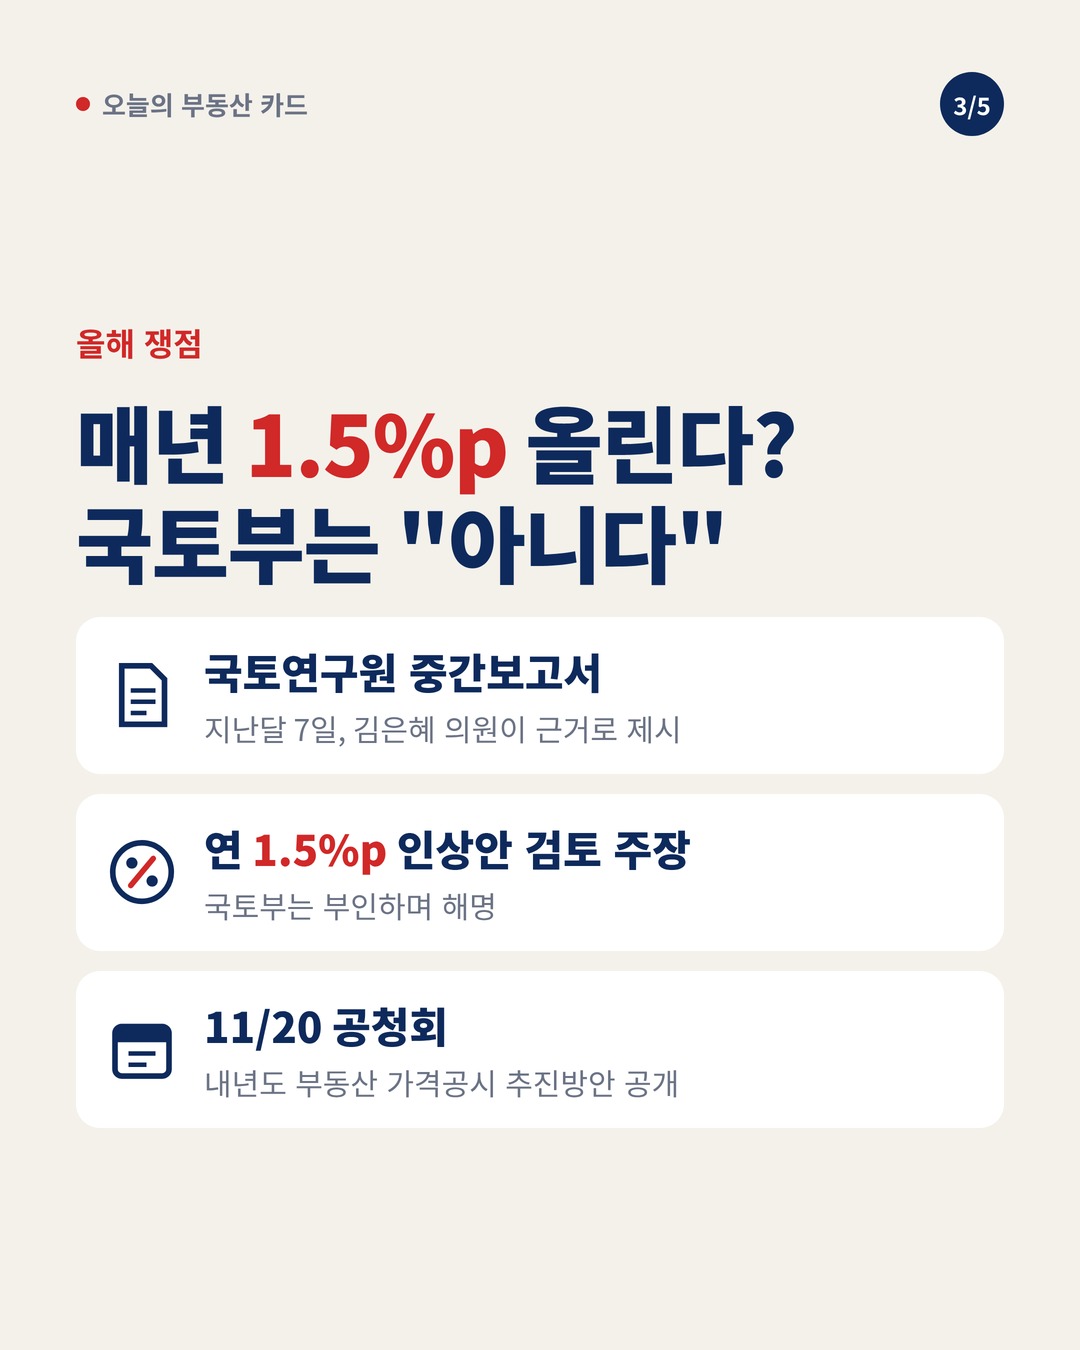 오늘의 부동산 카드
3/5
올해 쟁점
매년 1.5%p 올린다?
국토부는 "아니다"
국토연구원 중간보고서
지난달 7일, 김은혜 의원이 근거로 제시
연 1.5%p 인상안 검토 주장
국토부는 부인하며 해명
11/20 공청회
내년도 부동산 가격공시 추진방안 공개